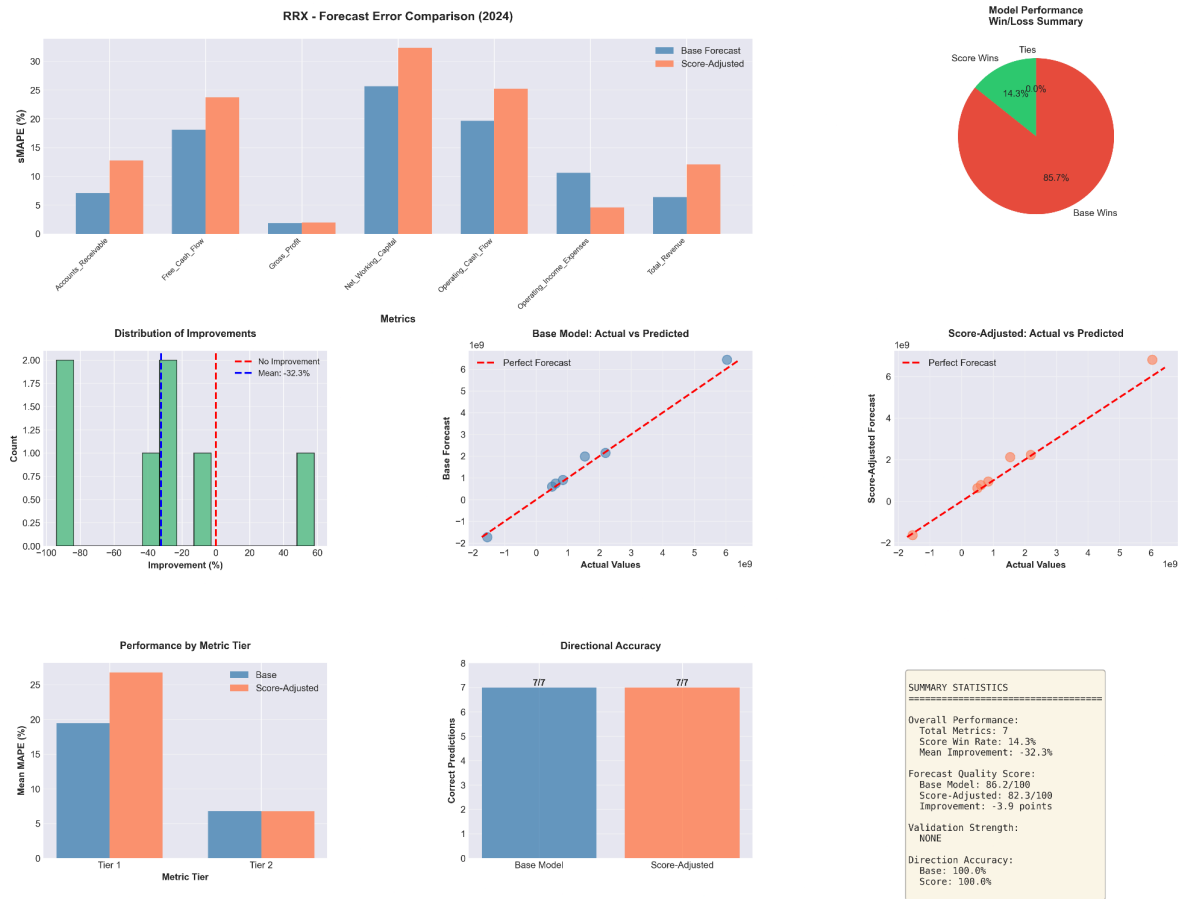 RRX - Forecast Error Comparison (2024)
sMAPE (%)
30
25
20
15
10
5
0
Base Forecast
Score-Adjusted
Accounts_Receivable
Free_Cash_Flow
Gross_Profit
Net_Working_Capital
Operating_Cash_Flow
Operating_Income_Expenses
Total_Revenue
Metrics
Model Performance
Win/Loss Summary
Ties
Score Wins
14.3%
0.0%
85.7%
Base Wins
Distribution of Improvements
Count
2.00
1.75
1.50
1.25
1.00
0.75
0.50
0.25
0.00
No Improvement
Mean: -32.3%
−100
−80
−60
−40
−20
0
20
40
60
Improvement (%)
Base Model: Actual vs Predicted
1e9
Base Forecast
6
5
4
3
2
1
0
−1
−2
Perfect Forecast
−2
−1
0
1
2
3
4
5
6
1e9
Actual Values
Score-Adjusted: Actual vs Predicted
1e9
Score-Adjusted Forecast
6
4
2
0
−2
Perfect Forecast
−2
−1
0
1
2
3
4
5
6
1e9
Actual Values
Performance by Metric Tier
Mean MAPE (%)
25
20
15
10
5
0
Base
Score-Adjusted
Tier 1
Tier 2
Metric Tier
Directional Accuracy
Correct Predictions
8
7
6
5
4
3
2
1
0
7/7
7/7
Base Model
Score-Adjusted
SUMMARY STATISTICS
===================================
Overall Performance:
Total Metrics: 7
Score Win Rate: 14.3%
Mean Improvement: -32.3%
Forecast Quality Score:
Base Model: 86.2/100
Score-Adjusted: 82.3/100
Improvement: -3.9 points
Validation Strength:
NONE
Direction Accuracy:
Base: 100.0%
Score: 100.0%